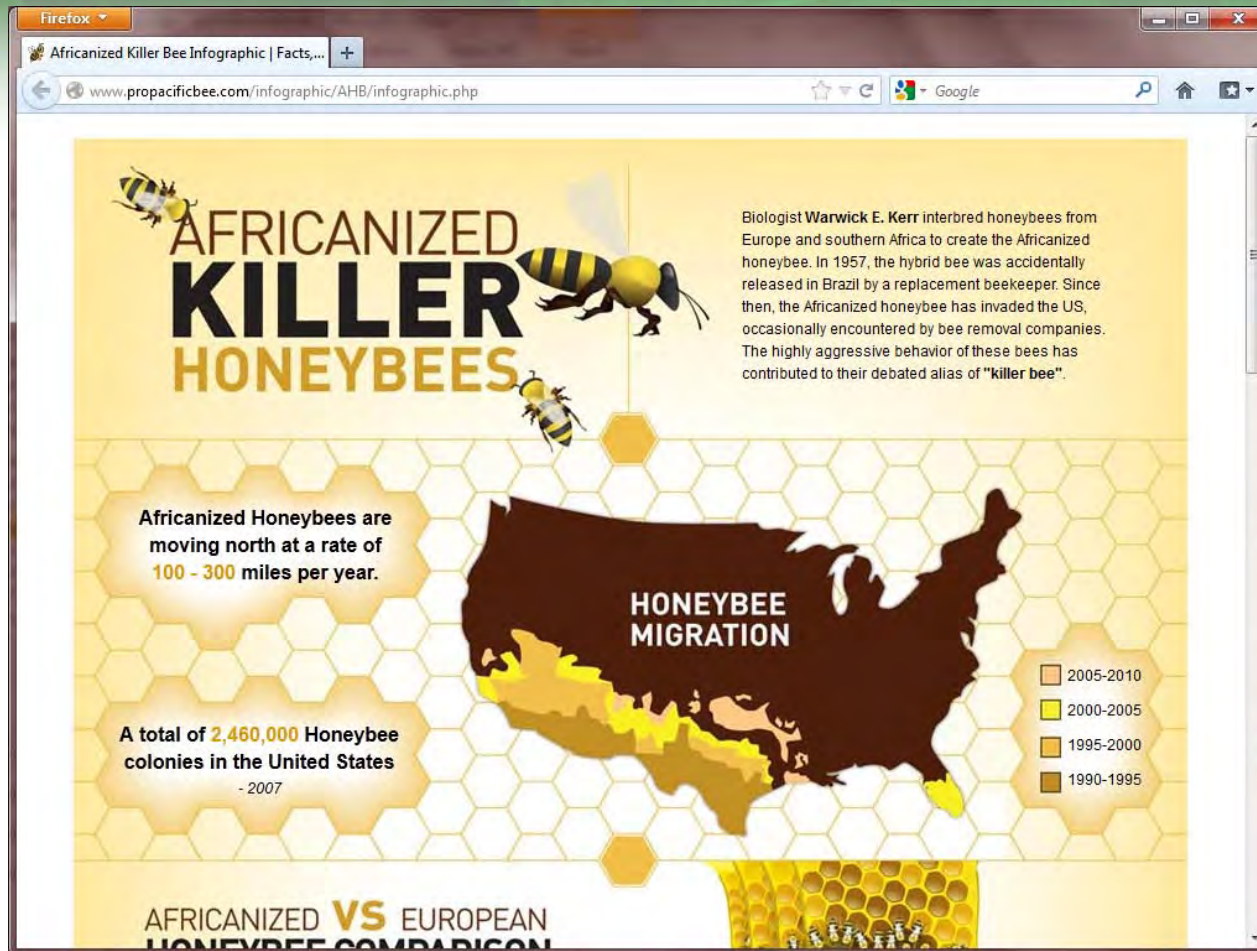 Firefox
Africanized Killer Bee Infographic | Facts,...
www.propacificbee.com/infographic/AHB/infographic.php
Google
AFRICANIZED
KILLER
HONEYBEES
Biologist Warwick E. Kerr interbred honeybees from
Europe and southern Africa to create the Africanized
honeybee. In 1957, the hybrid bee was accidentally
released in Brazil by a replacement beekeeper. Since
then, the Africanized honeybee has invaded the US,
occasionally encountered by bee removal companies.
The highly aggressive behavior of these bees has
contributed to their debated alias of "killer bee".
Africanized Honeybees are
moving north at a rate of
100 - 300 miles per year.
A total of 2,460,000 Honeybee
colonies in the United States
- 2007
HONEYBEE
MIGRATION
2005-2010
2000-2005
1995-2000
1990-1995
AFRICANIZED VS EUROPEAN
HONEYBEE COMPARISON